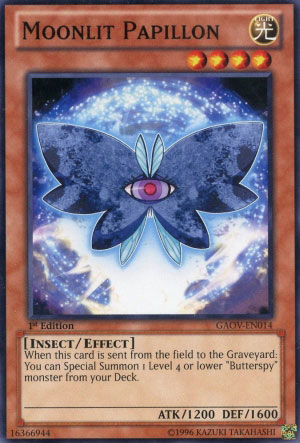 MOONLIT PAPILLON
LIGHT
光
1st Edition
GAOV-EN014
[INSECT/EFFECT]
When this card is sent from the field to the Graveyard:
You can Special Summon 1 Level 4 or lower "Butterspy"
monster from your Deck.
ATK/1200 DEF/1600
16366944
©1996 KAZUKI TAKAHASHI